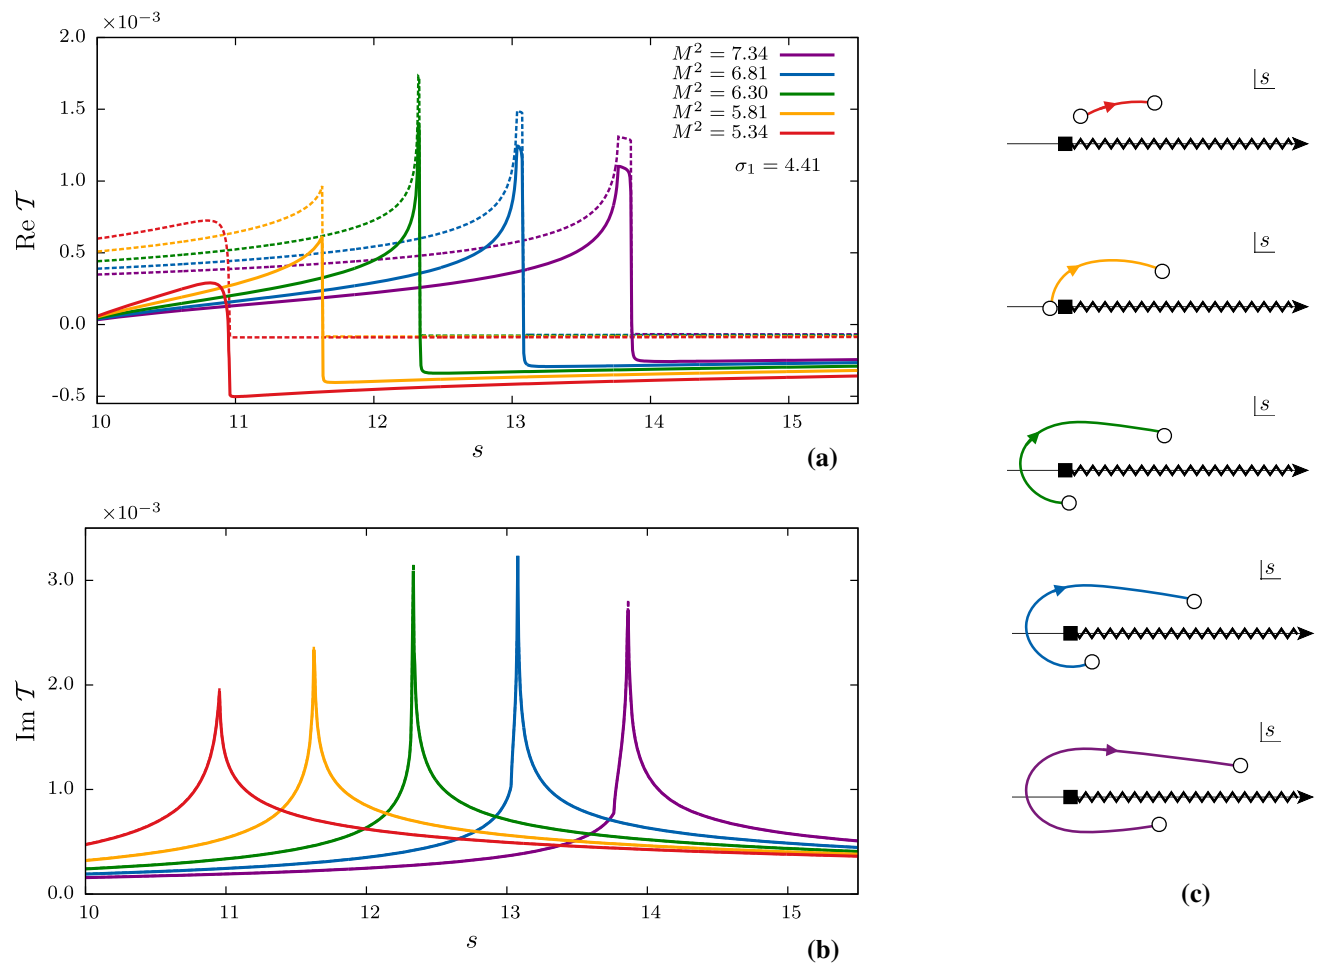 ×10⁻³
2.0
1.5
1.0
0.5
0.0
-0.5
Re 𝒯
10 11 12 13 14 15
s
M² = 7.34
M² = 6.81
M² = 6.30
M² = 5.81
M² = 5.34
σ₁ = 4.41
(a)
×10⁻³
3.0
2.0
1.0
0.0
Im 𝒯
10 11 12 13 14 15
s
(b)
s
s
s
s
s
(c)